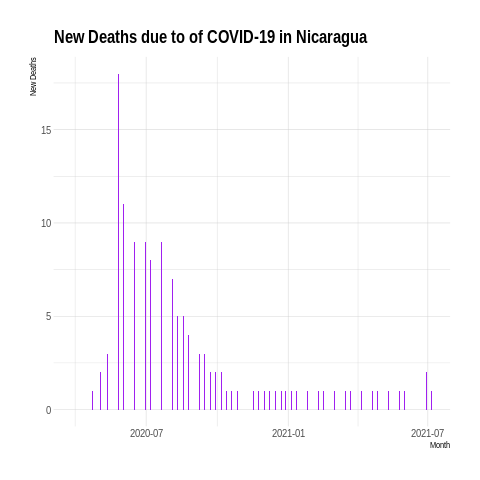 New Deaths due to of COVID-19 in Nicaragua
New Deaths
15
10
5
0
2020-07
2021-01
2021-07
Month